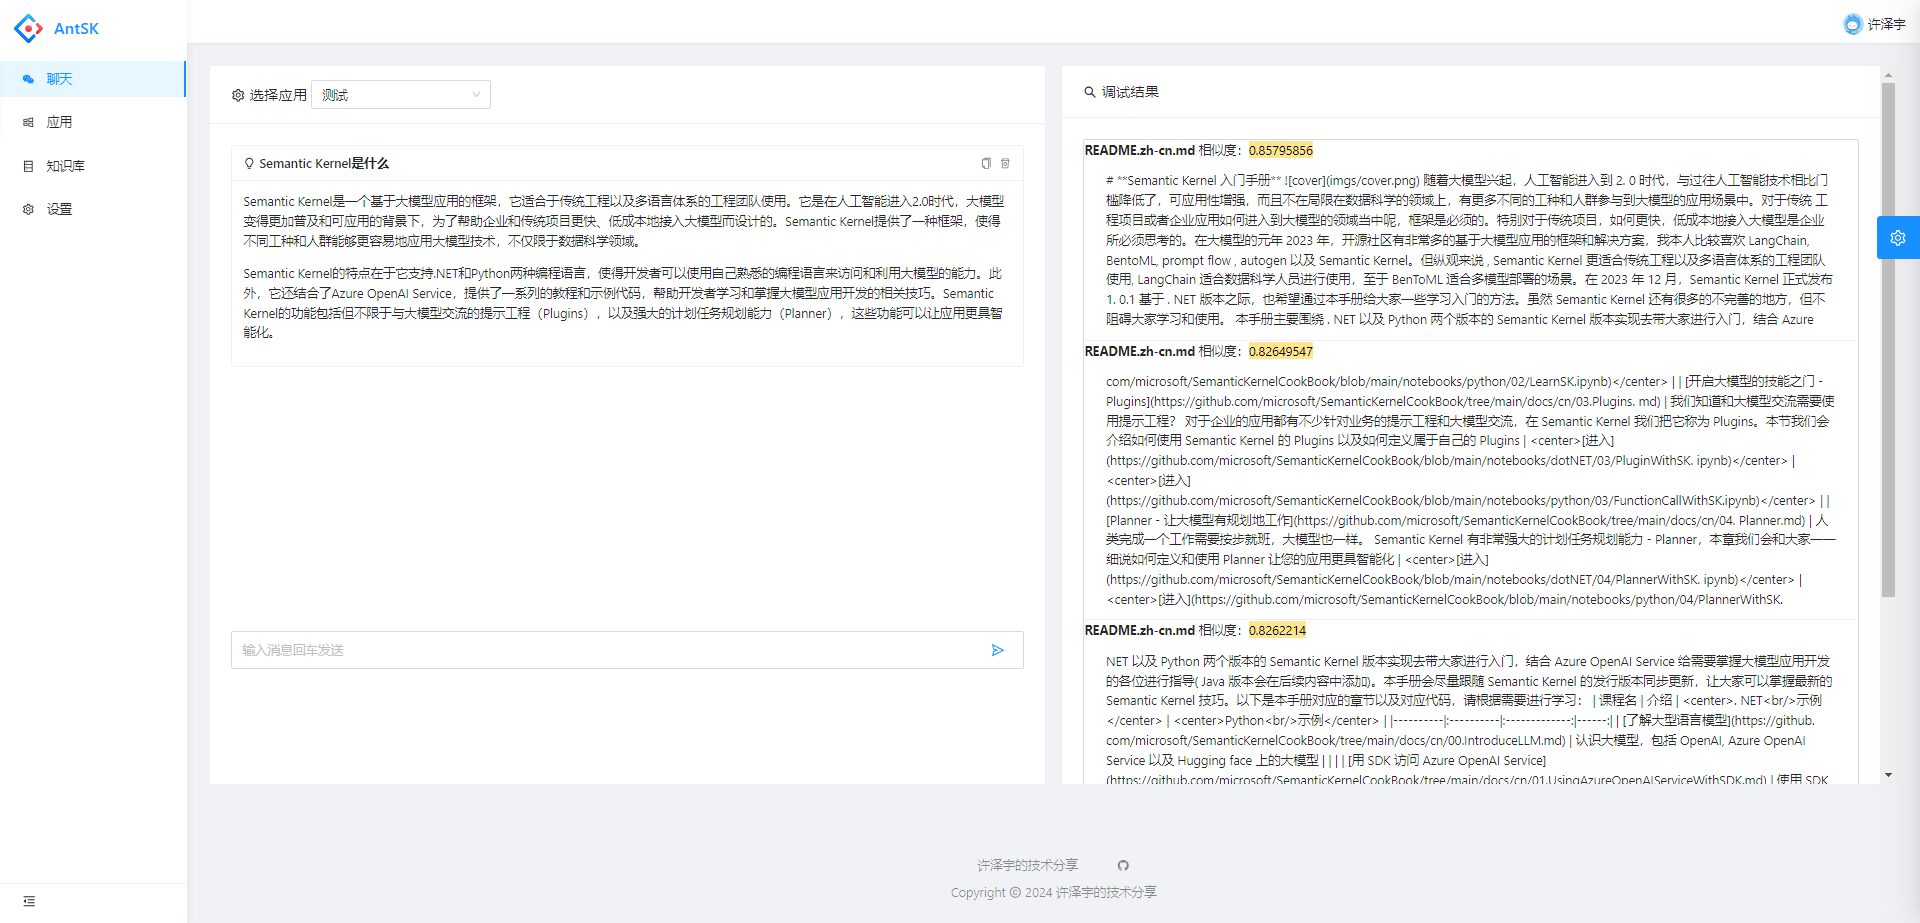 AntSK
许泽宇
聊天
应用
知识库
设置
选择应用
测试
Semantic Kernel是什么
Semantic Kernel是一个基于大模型应用的框架，它适合于传统工程以及多语言体系的工程团队使用。它是在人工智能进入2.0时代，大模型
变得更加普及和可应用的背景下，为了帮助企业和传统项目更快、低成本地接入大模型而设计的。Semantic Kernel提供了一种框架，使得
不同工种和人群能够更容易地应用大模型技术，不仅限于数据科学领域。
Semantic Kernel的特点在于它支持.NET和Python两种编程语言，使得开发者可以使用自己熟悉的编程语言来访问和利用大模型的能力。此
外，它还结合了Azure OpenAI Service，提供了一系列的教程和示例代码，帮助开发者学习和掌握大模型应用开发的相关技巧。Semantic
Kernel的功能包括但不限于与大模型交流的提示工程（Plugins），以及强大的计划任务规划能力（Planner），这些功能可以让应用更具智
能化。
输入消息回车发送
调试结果
README.zh-cn.md 相似度：0.85795856
# **Semantic Kernel 入门手册** ![cover](imgs/cover.png) 随着大模型兴起，人工智能进入到 2. 0 时代，与过往人工智能技术相比门
槛降低了，可应用性增强，而且不在局限在数据科学的领域上，有更多不同的工种和人群参与到大模型的应用场景中。对于传统 工
程项目或者企业应用如何进入到大模型的领域当中呢，框架是必须的。特别对于传统项目，如何更快，低成本地接入大模型是企业
所必须思考的。在大模型的元年 2023 年，开源社区有非常多的基于大模型应用的框架和解决方案，我本人比较喜欢 LangChain,
BentoML, prompt flow , autogen 以及 Semantic Kernel。但纵观来说 , Semantic Kernel 更适合传统工程以及多语言体系的工程团队
使用, LangChain 适合数据科学人员进行使用，至于 BenToML 适合多模型部署的场景。在 2023 年 12 月，Semantic Kernel 正式发布
1. 0.1 基于 . NET 版本之际，也希望通过本手册给大家一些学习入门的方法。虽然 Semantic Kernel 还有很多的不完善的地方，但不
阻碍大家学习和使用。 本手册主要围绕 . NET 以及 Python 两个版本的 Semantic Kernel 版本实现去带大家进行入门，结合 Azure
README.zh-cn.md 相似度：0.82649547
com/microsoft/SemanticKernelCookBook/blob/main/notebooks/python/02/LearnSK.ipynb)</center> | | [开启大模型的技能之门 -
Plugins](https://github.com/microsoft/SemanticKernelCookBook/tree/main/docs/cn/03.Plugins. md) | 我们知道和大模型交流需要使
用提示工程？ 对于企业的应用都有不少针对业务的提示工程和大模型交流，在 Semantic Kernel 我们把它称为 Plugins。本节我们会
介绍如何使用 Semantic Kernel 的 Plugins 以及如何定义属于自己的 Plugins | <center>[进入]
(https://github.com/microsoft/SemanticKernelCookBook/blob/main/notebooks/dotNET/03/PluginWithSK. ipynb)</center> |
<center>[进入]
(https://github.com/microsoft/SemanticKernelCookBook/blob/main/notebooks/python/03/FunctionCallWithSK.ipynb)</center> | |
[Planner - 让大模型有规划地工作](https://github.com/microsoft/SemanticKernelCookBook/tree/main/docs/cn/04. Planner.md) | 人
类完成一个工作需要按步就班，大模型也一样。 Semantic Kernel 有非常强大的计划任务规划能力 - Planner，本章我们会和大家一一
细说如何定义和使用 Planner 让您的应用更具智能化 | <center>[进入]
(https://github.com/microsoft/SemanticKernelCookBook/blob/main/notebooks/dotNET/04/PlannerWithSK. ipynb)</center> |
<center>[进入](https://github.com/microsoft/SemanticKernelCookBook/blob/main/notebooks/python/04/PlannerWithSK.
README.zh-cn.md 相似度：0.8262214
NET 以及 Python 两个版本的 Semantic Kernel 版本实现去带大家进行入门，结合 Azure OpenAI Service 给需要掌握大模型应用开发
的各位进行指导( Java 版本会在后续内容中添加)。本手册会尽量跟随 Semantic Kernel 的发行版本同步更新，让大家可以掌握最新的
Semantic Kernel 技巧。以下是本手册对应的章节以及对应代码，请根据需要进行学习： | 课程名 | 介绍 | <center>. NET<br/>示例
</center> | <center>Python<br/>示例</center> | |----------|:----------|:-------------:|------:| | [了解大型语言模型](https://github.
com/microsoft/SemanticKernelCookBook/tree/main/docs/cn/00.IntroduceLLM.md) | 认识大模型，包括 OpenAI, Azure OpenAI
Service 以及 Hugging face 上的大模型 | | | | [用 SDK 访问 Azure OpenAI Service]
(https://github.com/microsoft/SemanticKernelCookBook/tree/main/docs/cn/01.UsingAzureOpenAIServiceWithSDK.md) | 使用 SDK
许泽宇的技术分享
Copyright © 2024 许泽宇的技术分享